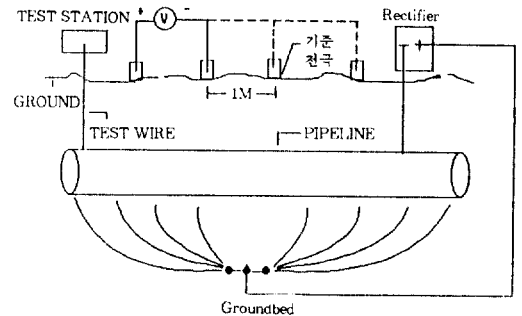 TEST STATION
+
V
-
Rectifier
- +
기준
전극
GROUND
1M
TEST WIRE
PIPELINE
Groundbed